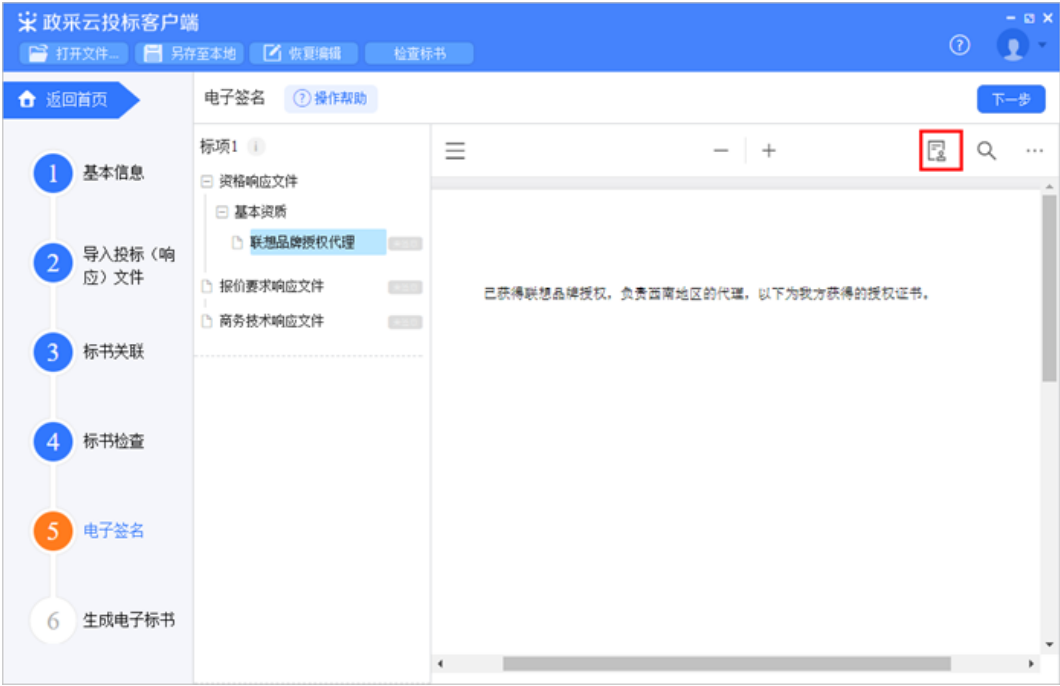 政采云投标客户端
打开文件...
另存至本地
恢复编辑
检查标书
返回首页
电子签名
操作帮助
下一步
1 基本信息
2 导入投标（响
应）文件
3 标书关联
4 标书检查
5 电子签名
6 生成电子标书
标项1
资格响应文件
基本资质
联想品牌授权代理
报价要求响应文件
商务技术响应文件
已获得联想品牌授权，负责西南地区的代理，以下为我方获得的授权证书。